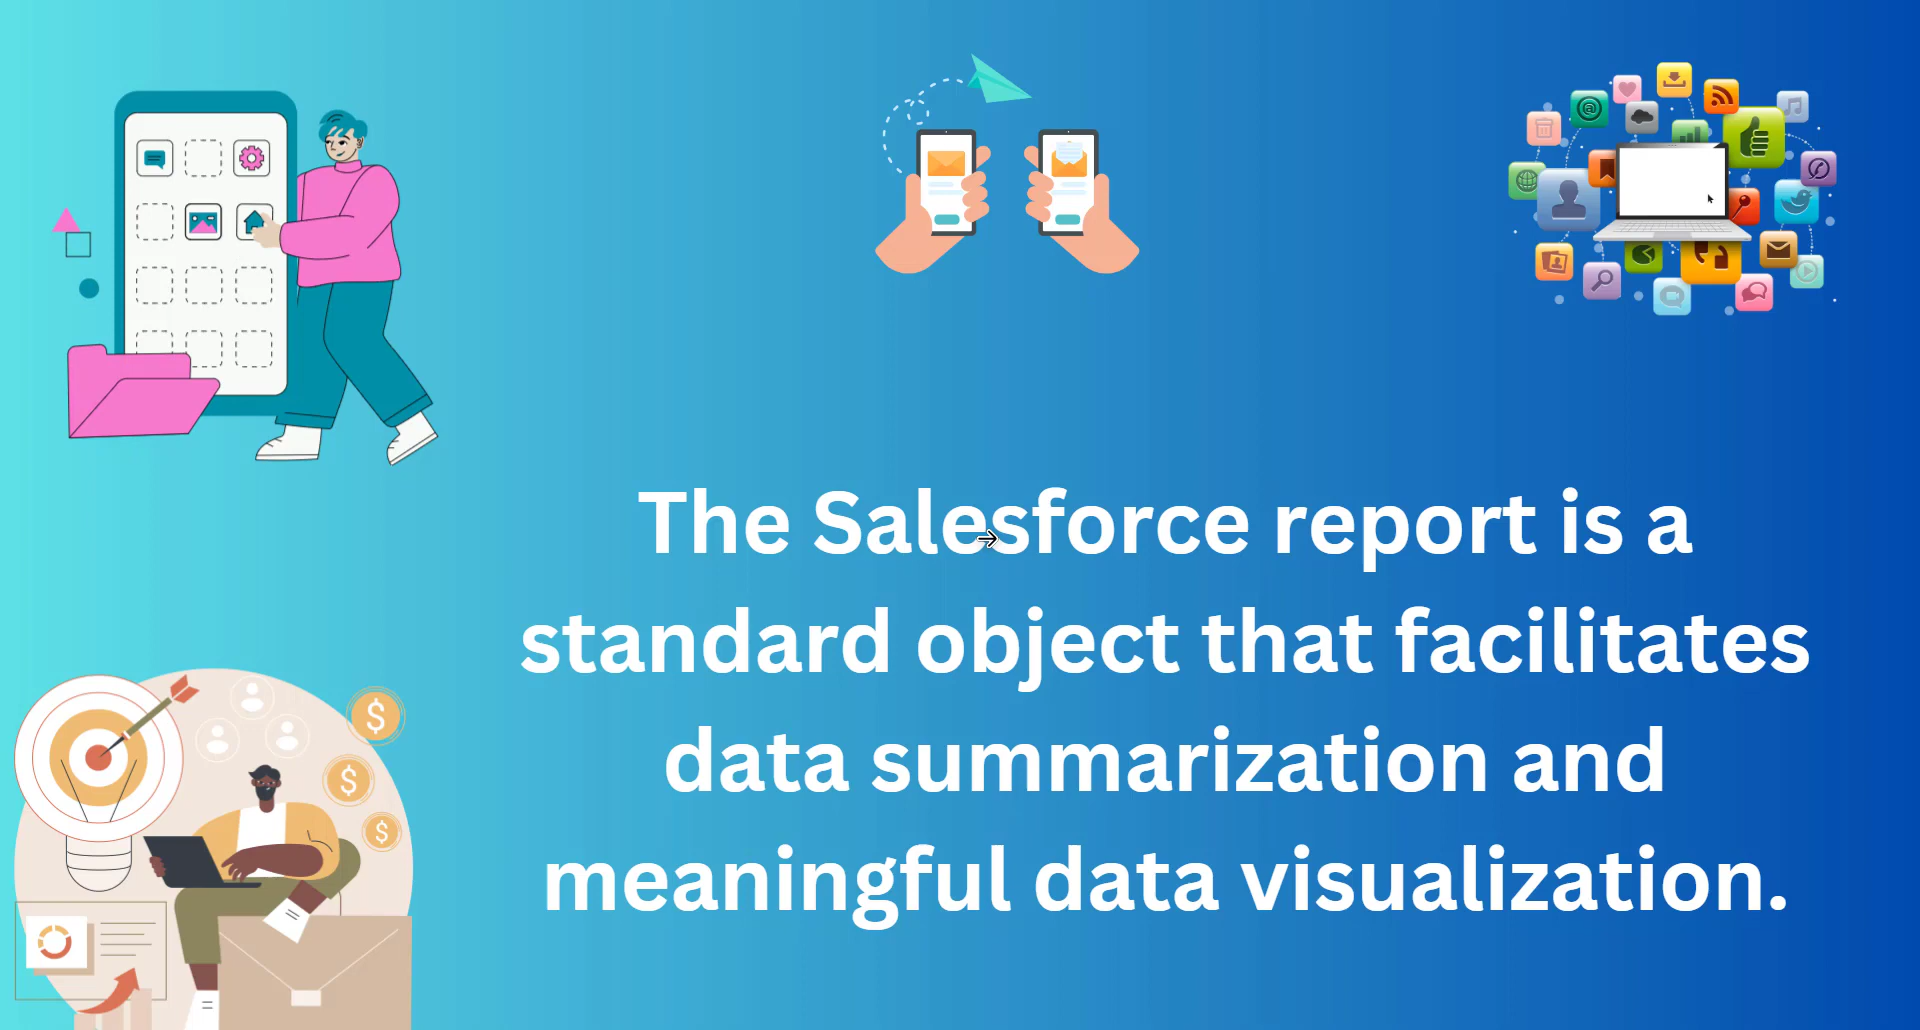 The Salesforce report is a
standard object that facilitates
data summarization and
meaningful data visualization.